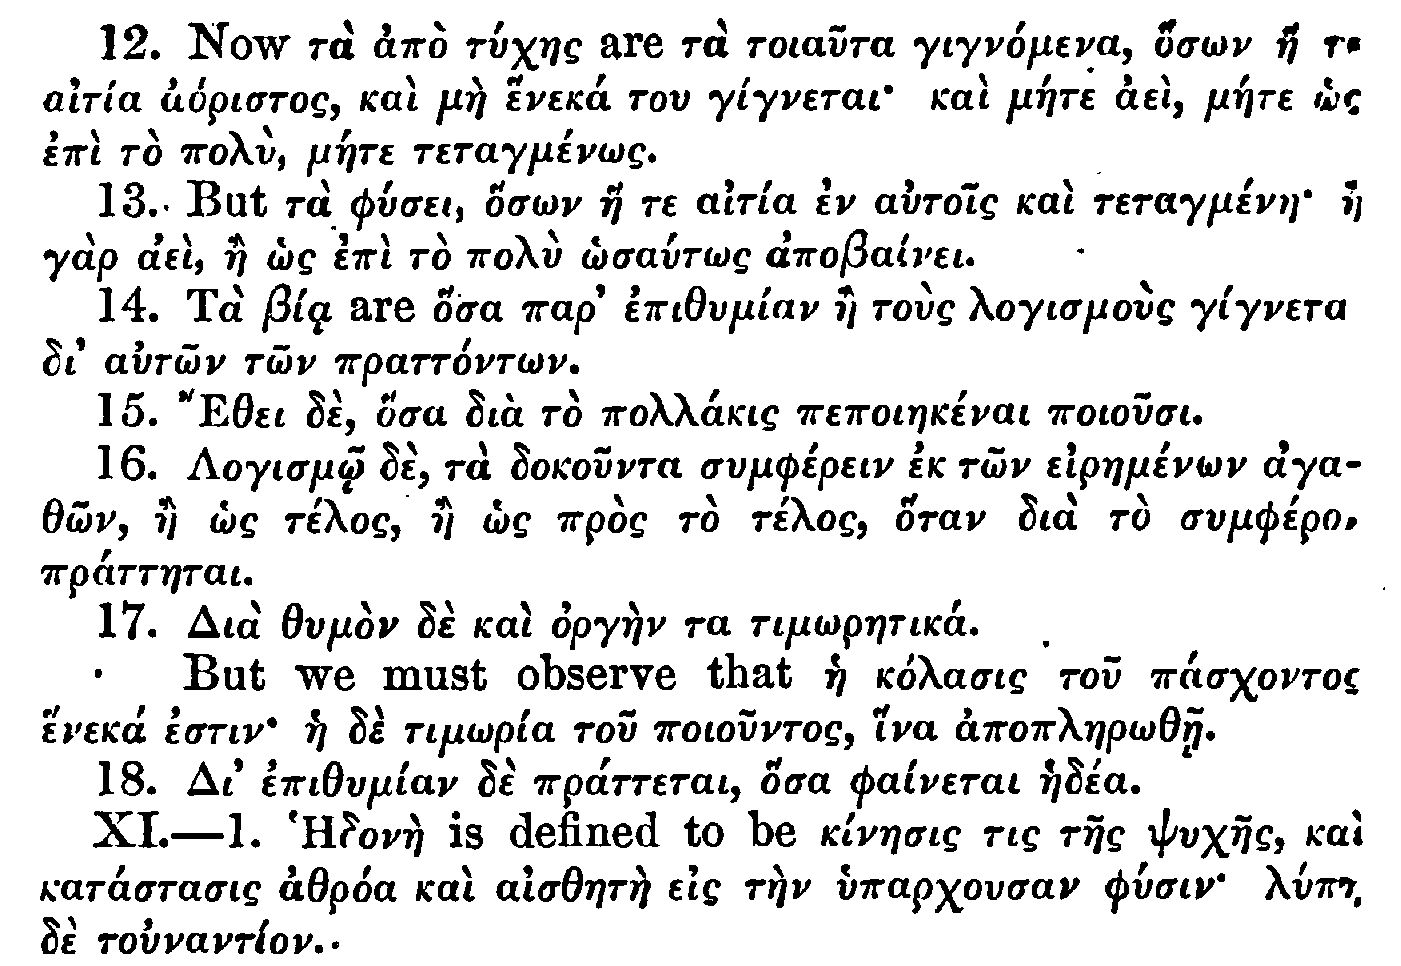 12. Now τὰ ἀπὸ τύχης are τὰ τοιαῦτα γιγνόμενα, ὅσων ἥ τε
αἰτία ἀόριστος, καὶ μὴ ἕνεκά του γίγνεται· καὶ μήτε ἀεὶ, μήτε ὡς
ἐπὶ τὸ πολὺ, μήτε τεταγμένως.
13. But τὰ φύσει, ὅσων ἥ τε αἰτία ἐν αὐτοῖς καὶ τεταγμένη· ἢ
γὰρ ἀεὶ, ἢ ὡς ἐπὶ τὸ πολὺ ὡσαύτως ἀποβαίνει.
14. Τὰ βίᾳ are ὅσα παρ’ ἐπιθυμίαν ἢ τοὺς λογισμοὺς γίγνετα
δι’ αὐτῶν τῶν πραττόντων.
15. Ἔθει δὲ, ὅσα διὰ τὸ πολλάκις πεποιηκέναι ποιοῦσι.
16. Λογισμῷ δὲ, τὰ δοκοῦντα συμφέρειν ἐκ τῶν εἰρημένων ἀγα-
θῶν, ἢ ὡς τέλος, ἢ ὡς πρὸς τὸ τέλος, ὅταν διὰ τὸ συμφέρο
πράττηται.
17. Διὰ θυμὸν δὲ καὶ ὀργὴν τα τιμωρητικά.
But we must observe that ἡ κόλασις τοῦ πάσχοντος
ἕνεκά ἐστιν· ἡ δὲ τιμωρία τοῦ ποιοῦντος, ἵνα ἀποπληρωθῇ.
18. Δι’ ἐπιθυμίαν δὲ πράττεται, ὅσα φαίνεται ἡδέα.
XI.—1. Ἡδονὴ is defined to be κίνησις τις τῆς ψυχῆς, καὶ
κατάστασις ἀθρόα καὶ αἰσθητὴ εἰς τὴν ὑπαρχουσαν φύσιν· λύπη
δὲ τοὐναντίον.